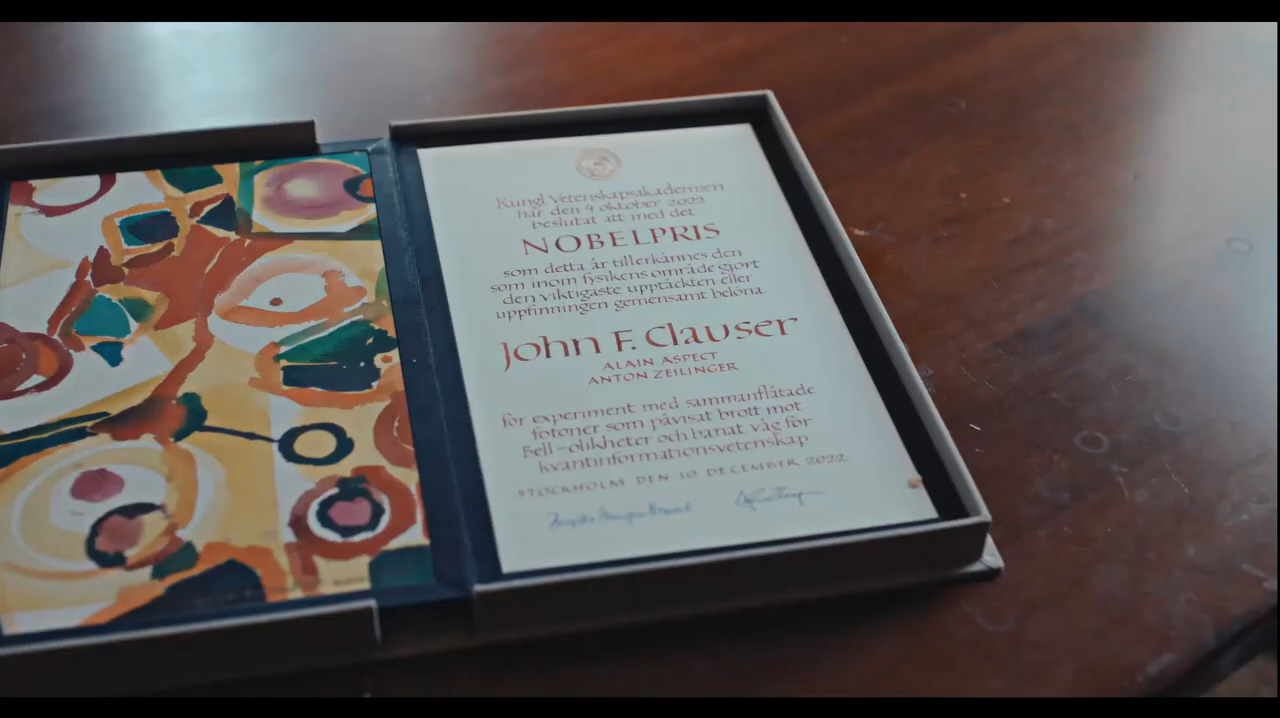 Kungl. Vetenskapsakademien
har den 4 oktober 2022
beslutat att med det
NOBELPRIS
som detta år tillerkännes den
som inom fysikens område gjort
den viktigaste upptäckten eller
uppfinningen gemensamt belöna
John F. Clauser
ALAIN ASPECT
ANTON ZEILINGER
för experiment med sammanflätade
fotoner som påvisat brott mot
Bell-olikheter och banat väg för
kvantinformationsvetenskap
STOCKHOLM DEN 10 DECEMBER 2022